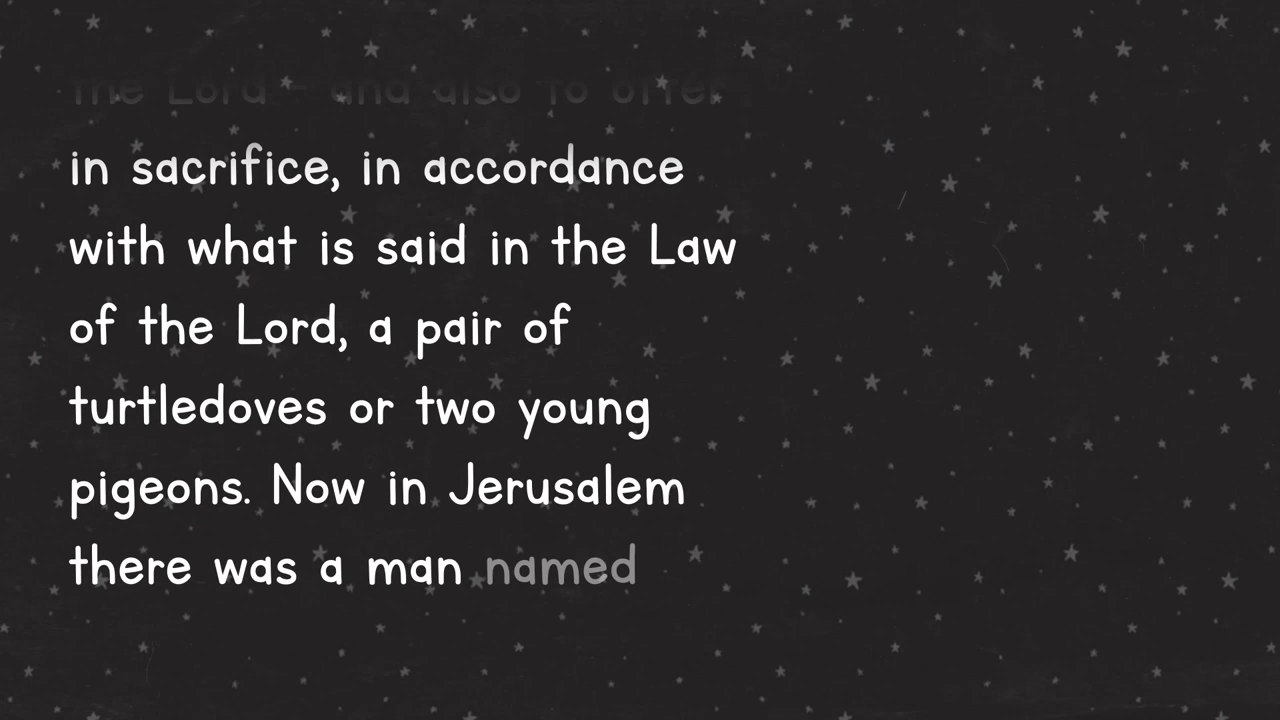 the Lord - and also to offer
in sacrifice, in accordance
with what is said in the Law
of the Lord, a pair of
turtledoves or two young
pigeons. Now in Jerusalem
there was a man named